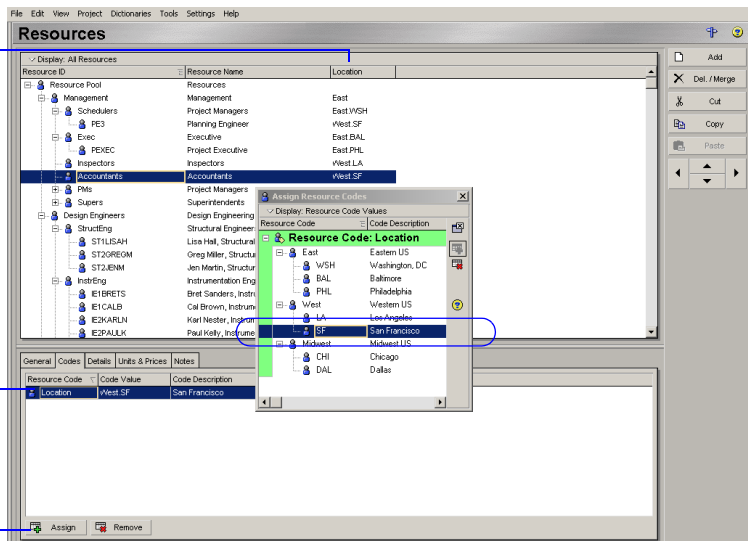 File Edit View Project Dictionaries Tools Settings Help
Resources
Display: All Resources
Resource ID Resource Name Location
Resource Pool Resources
Management Management East
Schedulers Project Managers East.WSH
PE3 Planning Engineer West.SF
Exec Executive East.BAL
PEXEC Project Executive East.PHL
Inspectors Inspectors West.LA
Accountants Accountants West.SF
PMs Project Managers
Supers Superintendents
Design Engineers Design Engineering
StructEng Structural Engineer
ST1LISAH Lisa Hall, Structural
ST2GREGM Greg Miller, Structu
ST2JENM Jen Martin, Structur
InstrEng Instrumentation Eng
IE1BRETS Bret Sanders, Instru
IE1CALB Cal Brown, Instrum
IE2KARLN Karl Nester, Instrum
IE2PAULK Paul Kelly, Instrume
Assign Resource Codes
Display: Resource Code Values
Resource Code Code Description
Resource Code: Location
East Eastern US
WSH Washington, DC
BAL Baltimore
PHL Philadelphia
West Western US
LA Los Angeles
SF San Francisco
Midwest Midwest US
CHI Chicago
DAL Dallas
General Codes Details Units & Prices Notes
Resource Code Code Value Code Description
Location West.SF San Francisco
Assign Remove
Add
Del. / Merge
Cut
Copy
Paste